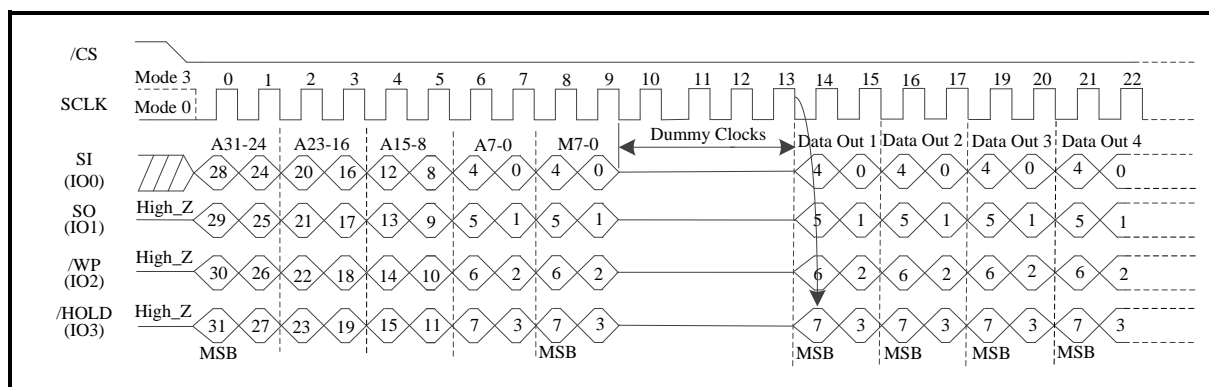 /CS
Mode 3 0 1 2 3 4 5 6 7 8 9 10 11 12 13 14 15 16 17 19 20 21 22
SCLK Mode 0
A31-24 A23-16 A15-8 A7-0 M7-0 Dummy Clocks Data Out 1 Data Out 2 Data Out 3 Data Out 4
SI
(IO0) 28 24 20 16 12 8 4 0 4 0 4 0 4 0 4 0 4 0
SO
(IO1) High_Z 29 25 21 17 13 9 5 1 5 1 5 1 5 1 5 1 5 1
/WP
(IO2) High_Z 30 26 22 18 14 10 6 2 6 2 6 2 6 2 6 2 6 2
/HOLD
(IO3) High_Z 31 27 23 19 15 11 7 3 7 3 7 3 7 3 7 3 7 3
MSB MSB MSB MSB MSB MSB